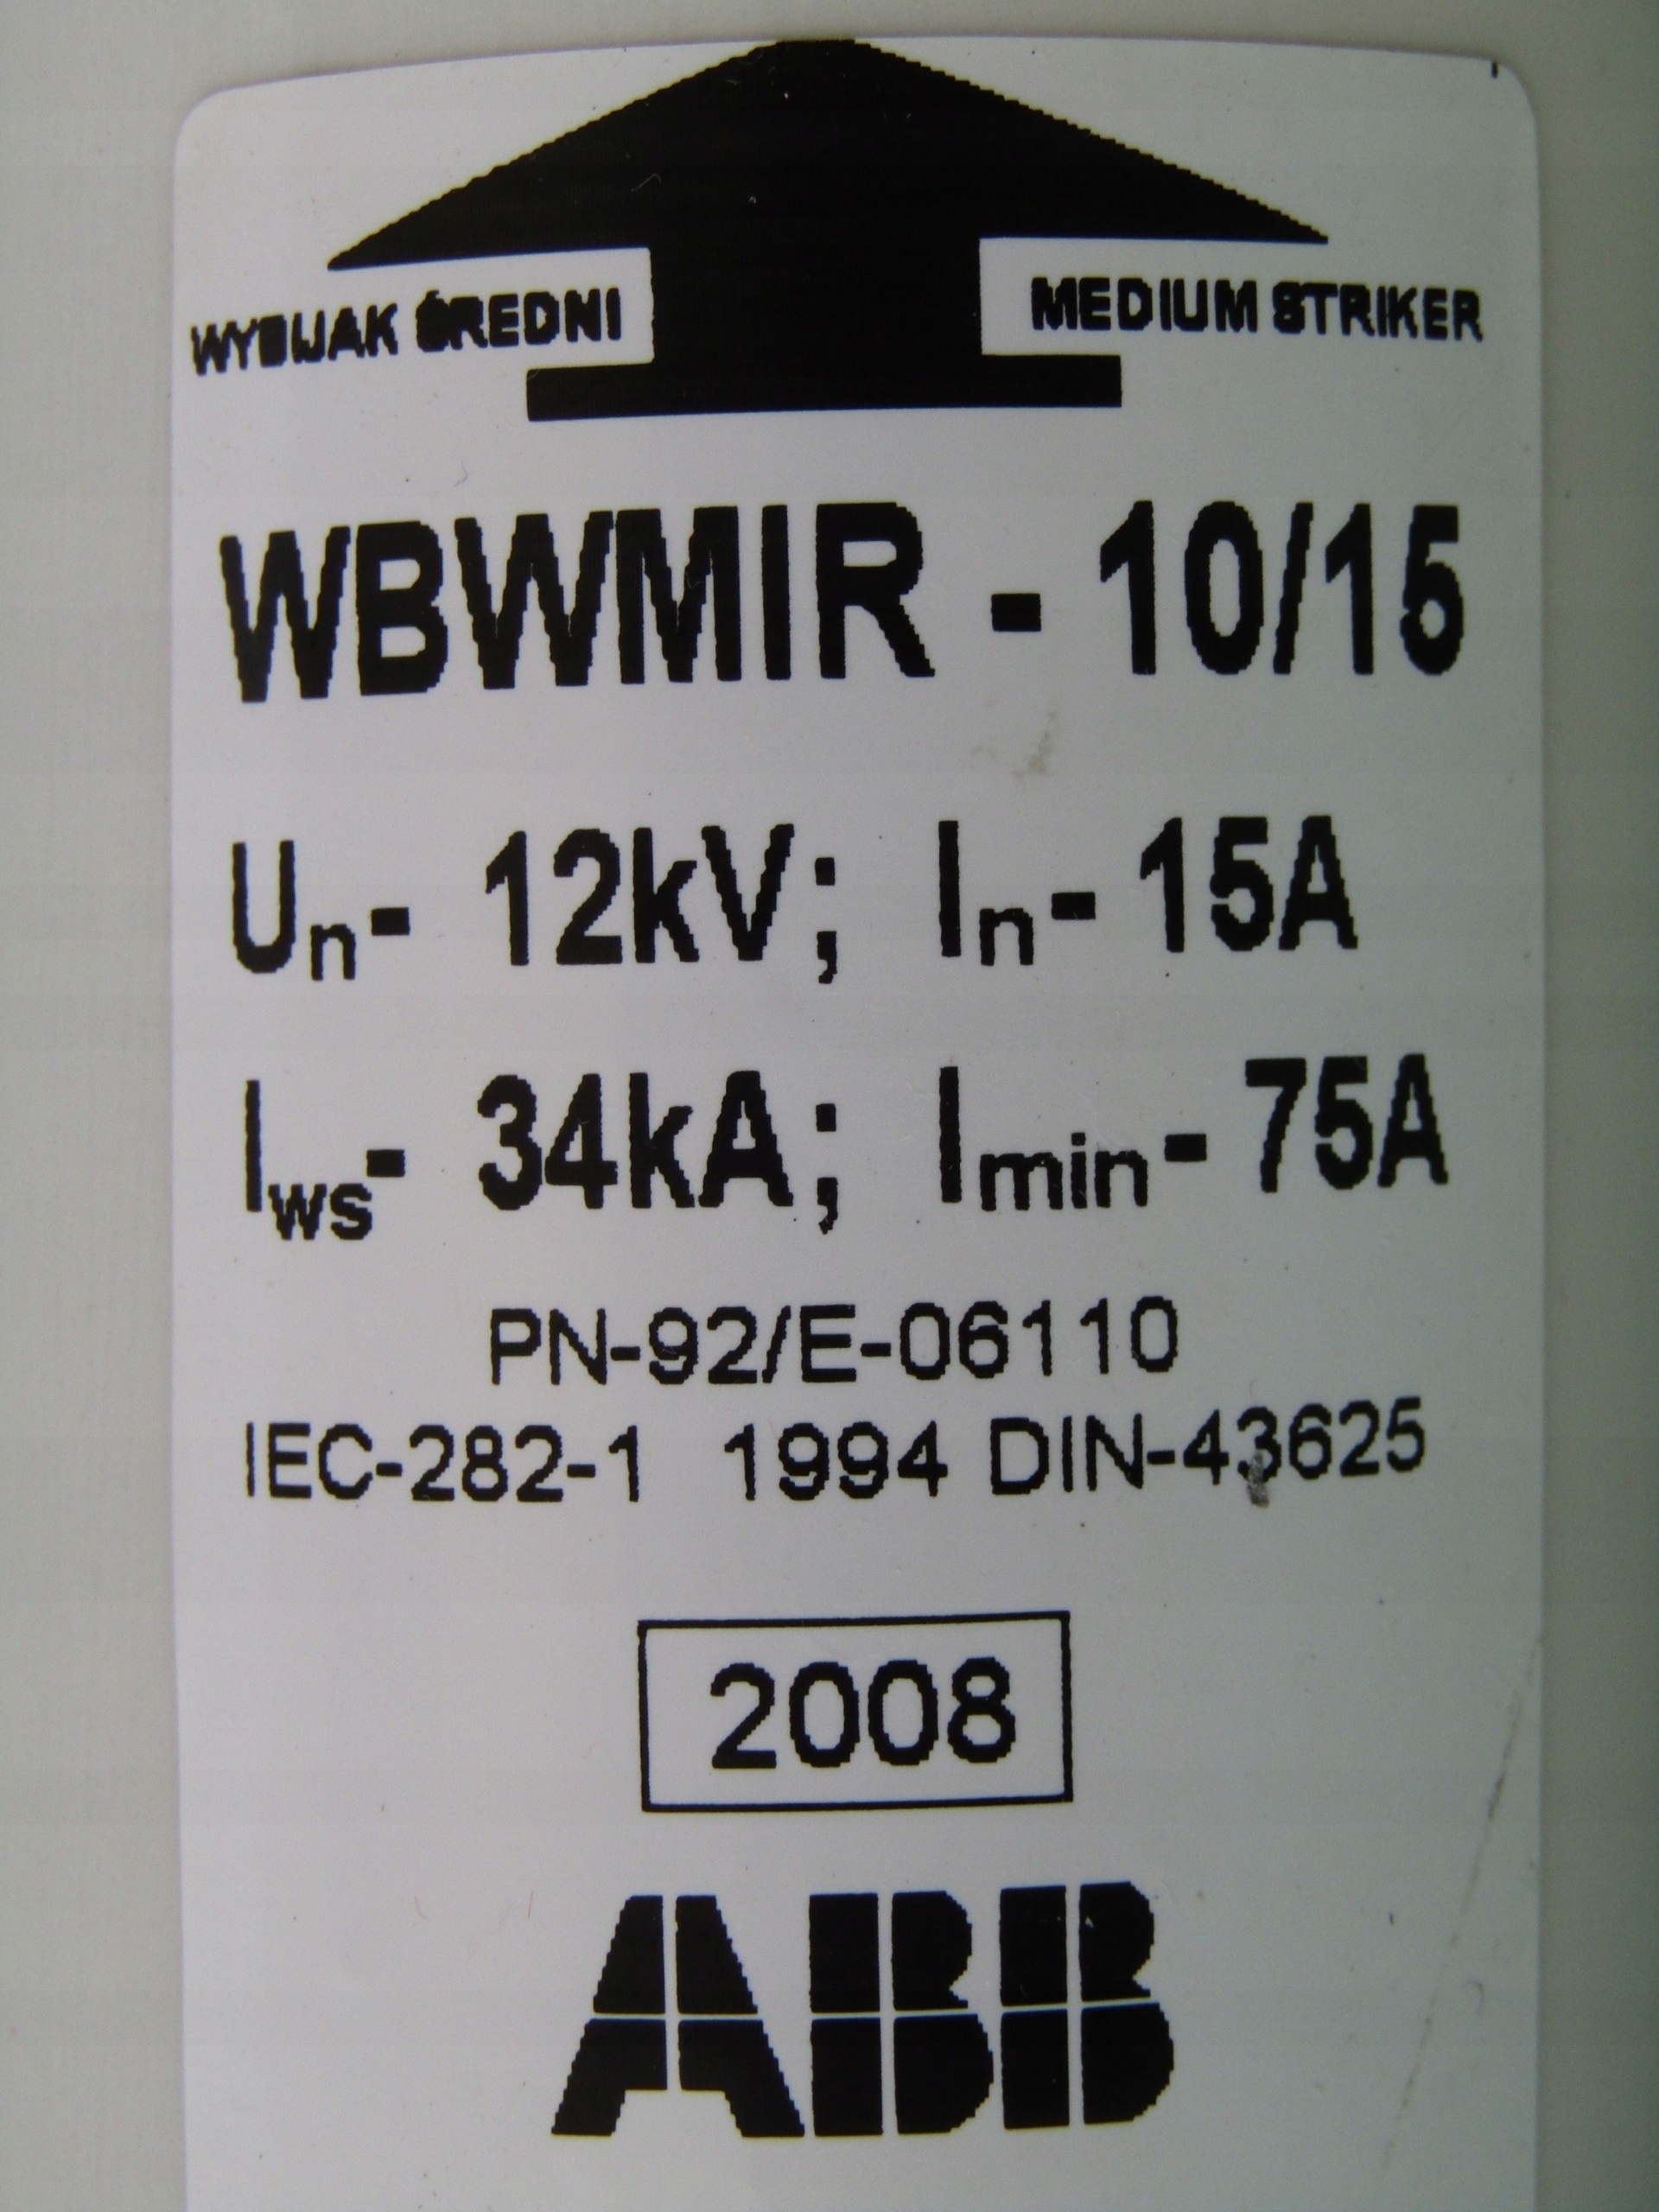 WYBIJAK ŚREDNI MEDIUM STRIKER
WBWMIR - 10/15
Un- 12kV; In- 15A
Iws- 34kA; Imin- 75A
PN-92/E-06110
IEC-282-1 1994 DIN-43625
2008
ABB